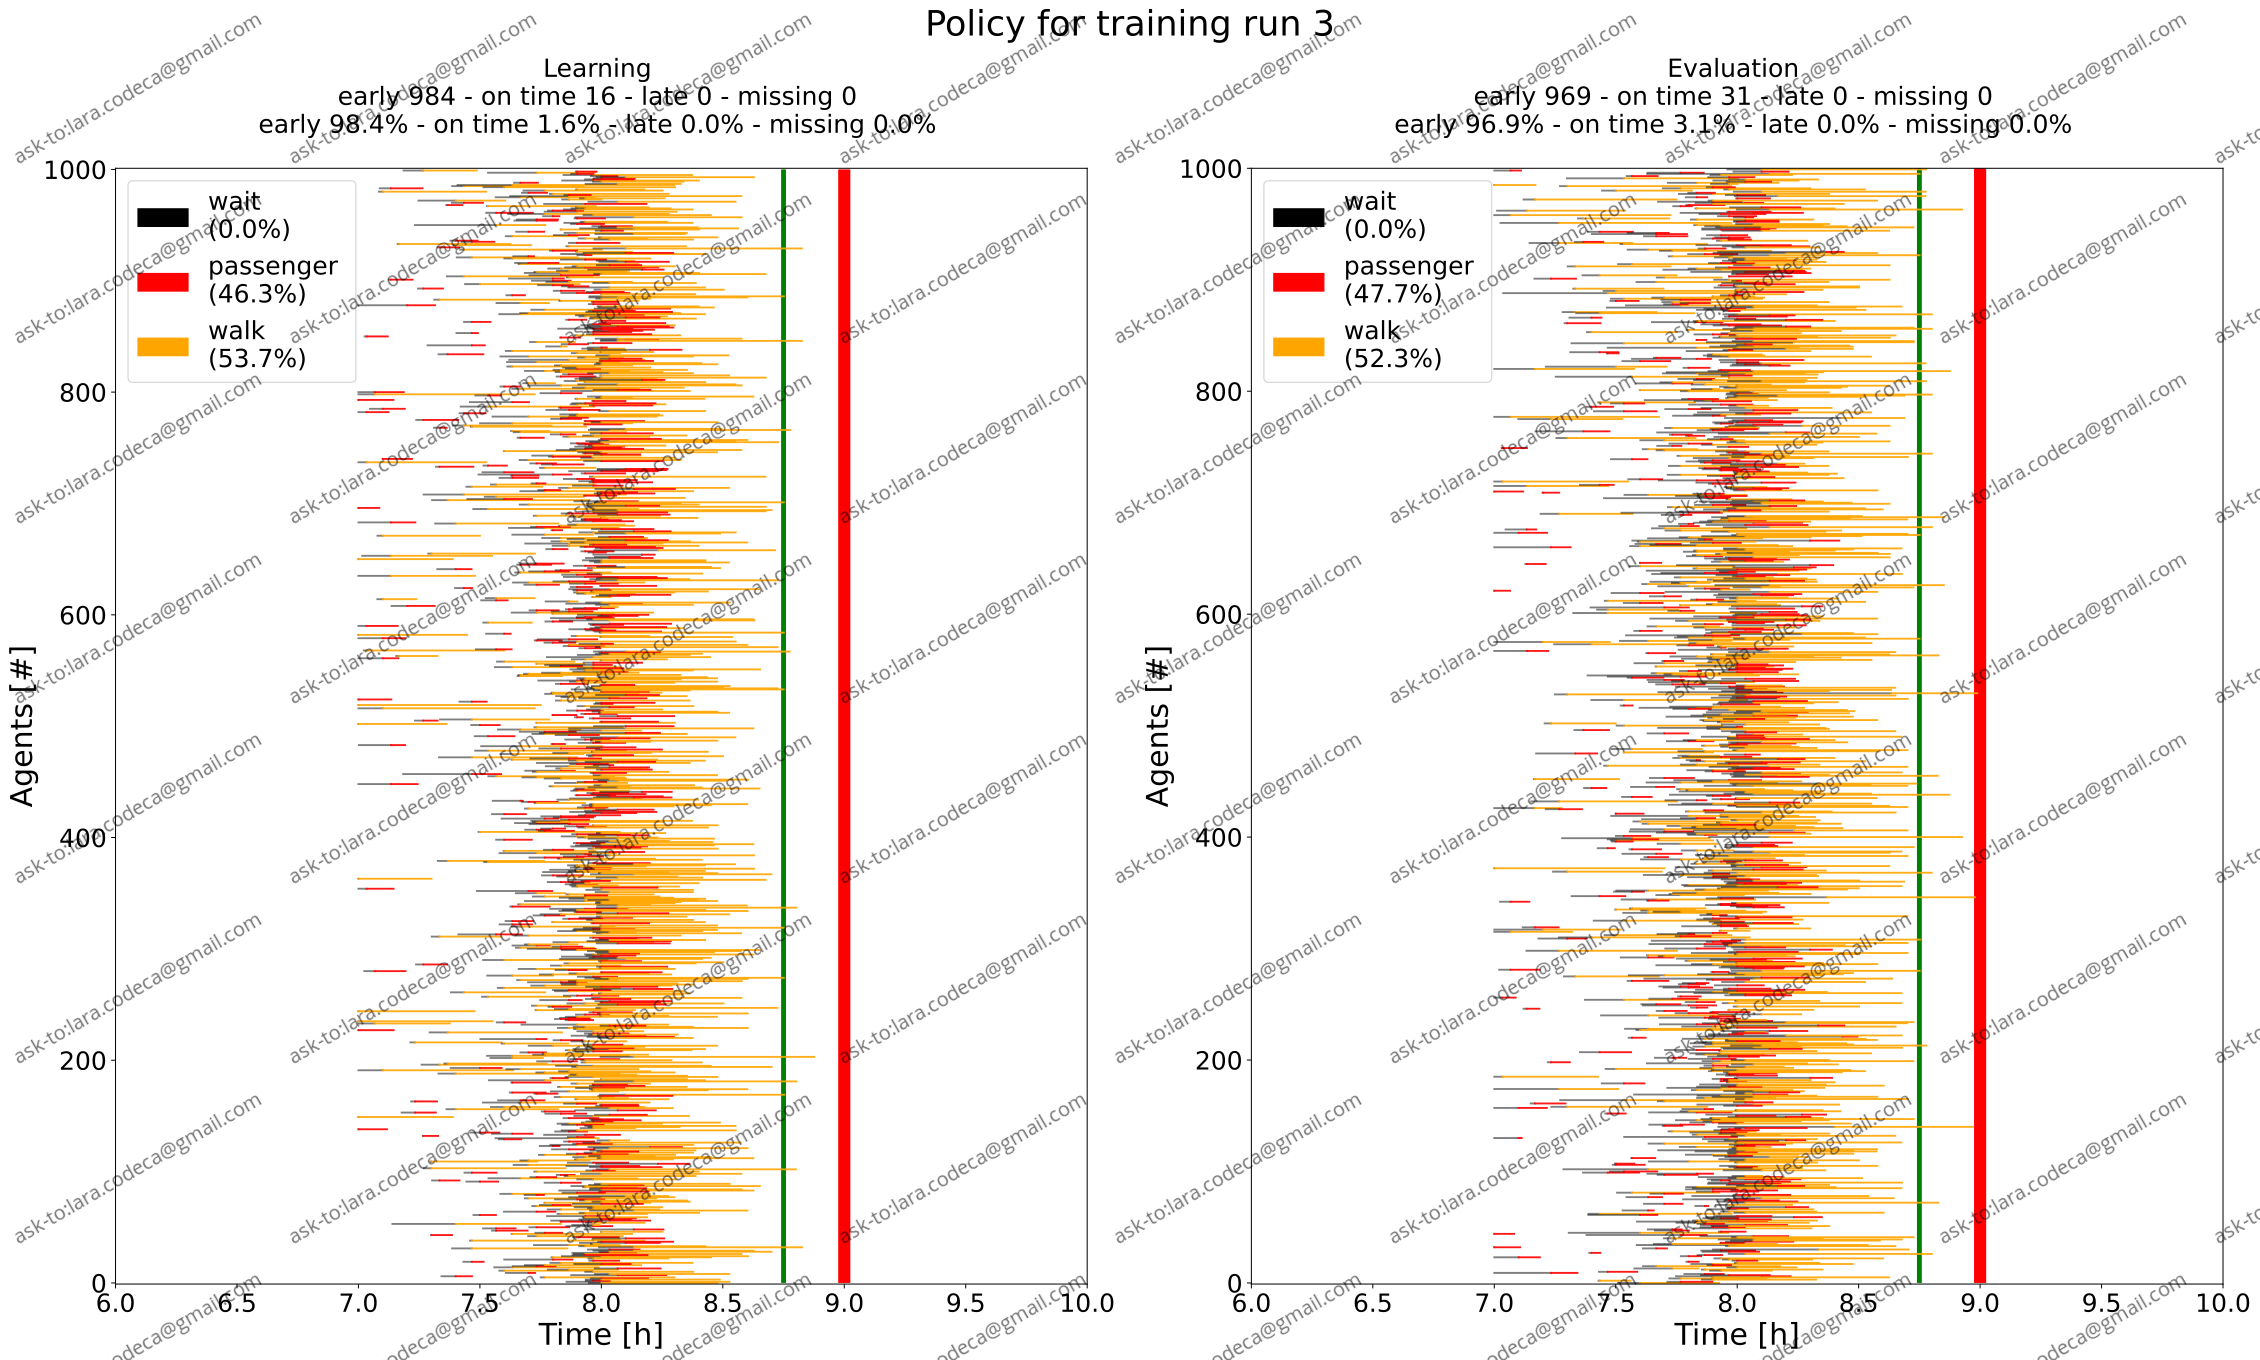 Policy for training run 3
Learning
early 984 - on time 16 - late 0 - missing 0
early 98.4% - on time 1.6% - late 0.0% - missing 0.0%
wait
(0.0%)
passenger
(46.3%)
walk
(53.7%)
Agents [#]
1000
800
600
400
200
0
6.0 6.5 7.0 7.5 8.0 8.5 9.0 9.5 10.0
Time [h]
Evaluation
early 969 - on time 31 - late 0 - missing 0
early 96.9% - on time 3.1% - late 0.0% - missing 0.0%
wait
(0.0%)
passenger
(47.7%)
walk
(52.3%)
Agents [#]
1000
800
600
400
200
0
6.0 6.5 7.0 7.5 8.0 8.5 9.0 9.5 10.0
Time [h]
ask-to:lara.codeca@gmail.com